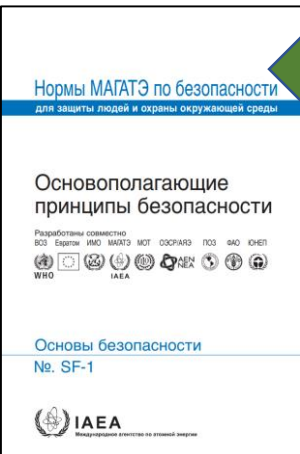 Нормы МАГАТЭ по безопасности
для защиты людей и охраны окружающей среды
Основополагающие
принципы безопасности
Разработаны совместно
ВОЗ Евратом ИМО МАГАТЭ МОТ ОЭСР/АЯЭ ПОЗ ФАО ЮНЕП
WHO IAEA AEN NEA
Основы безопасности
№. SF-1
IAEA
Международное агентство по атомной энергии